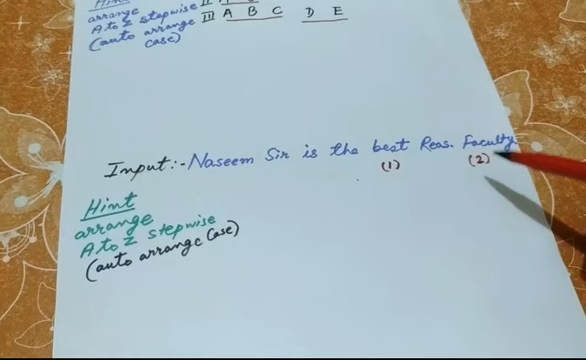 arrange
A to Z stepwise
(auto arrange
case)
III A B C D E
Input:- Naseem Sir is the best Reas. Faculty.
(1) (2)
Hint
arrange
A to Z stepwise
(auto arrange Case)